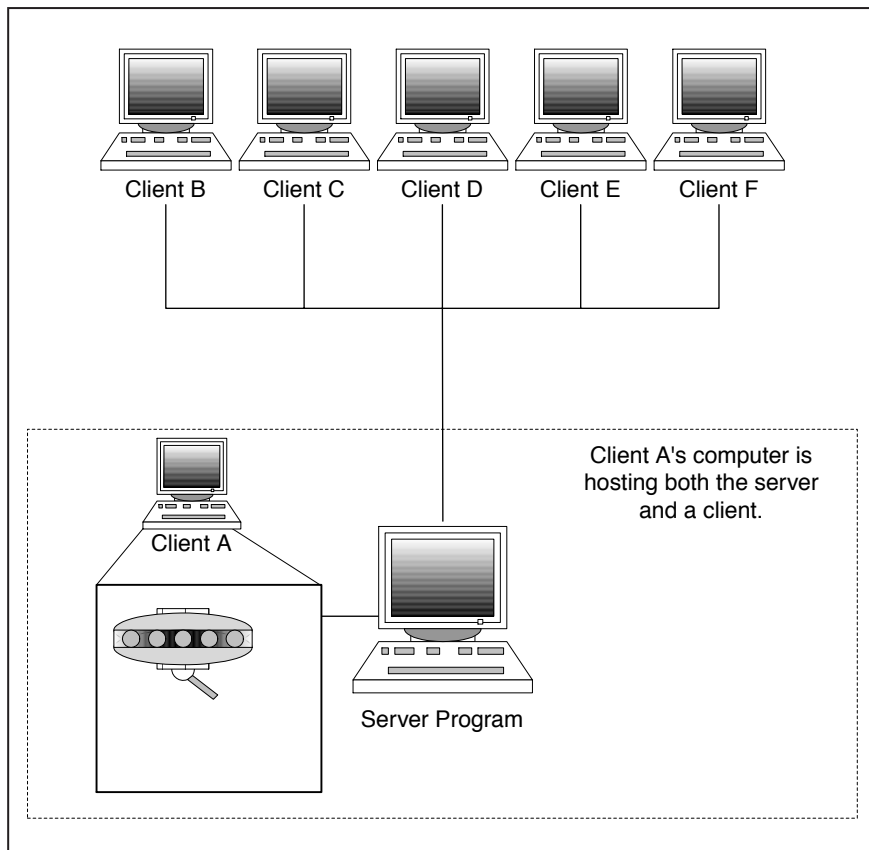 Client B
Client C
Client D
Client E
Client F
Client A's computer is
hosting both the server
and a client.
Client A
Server Program